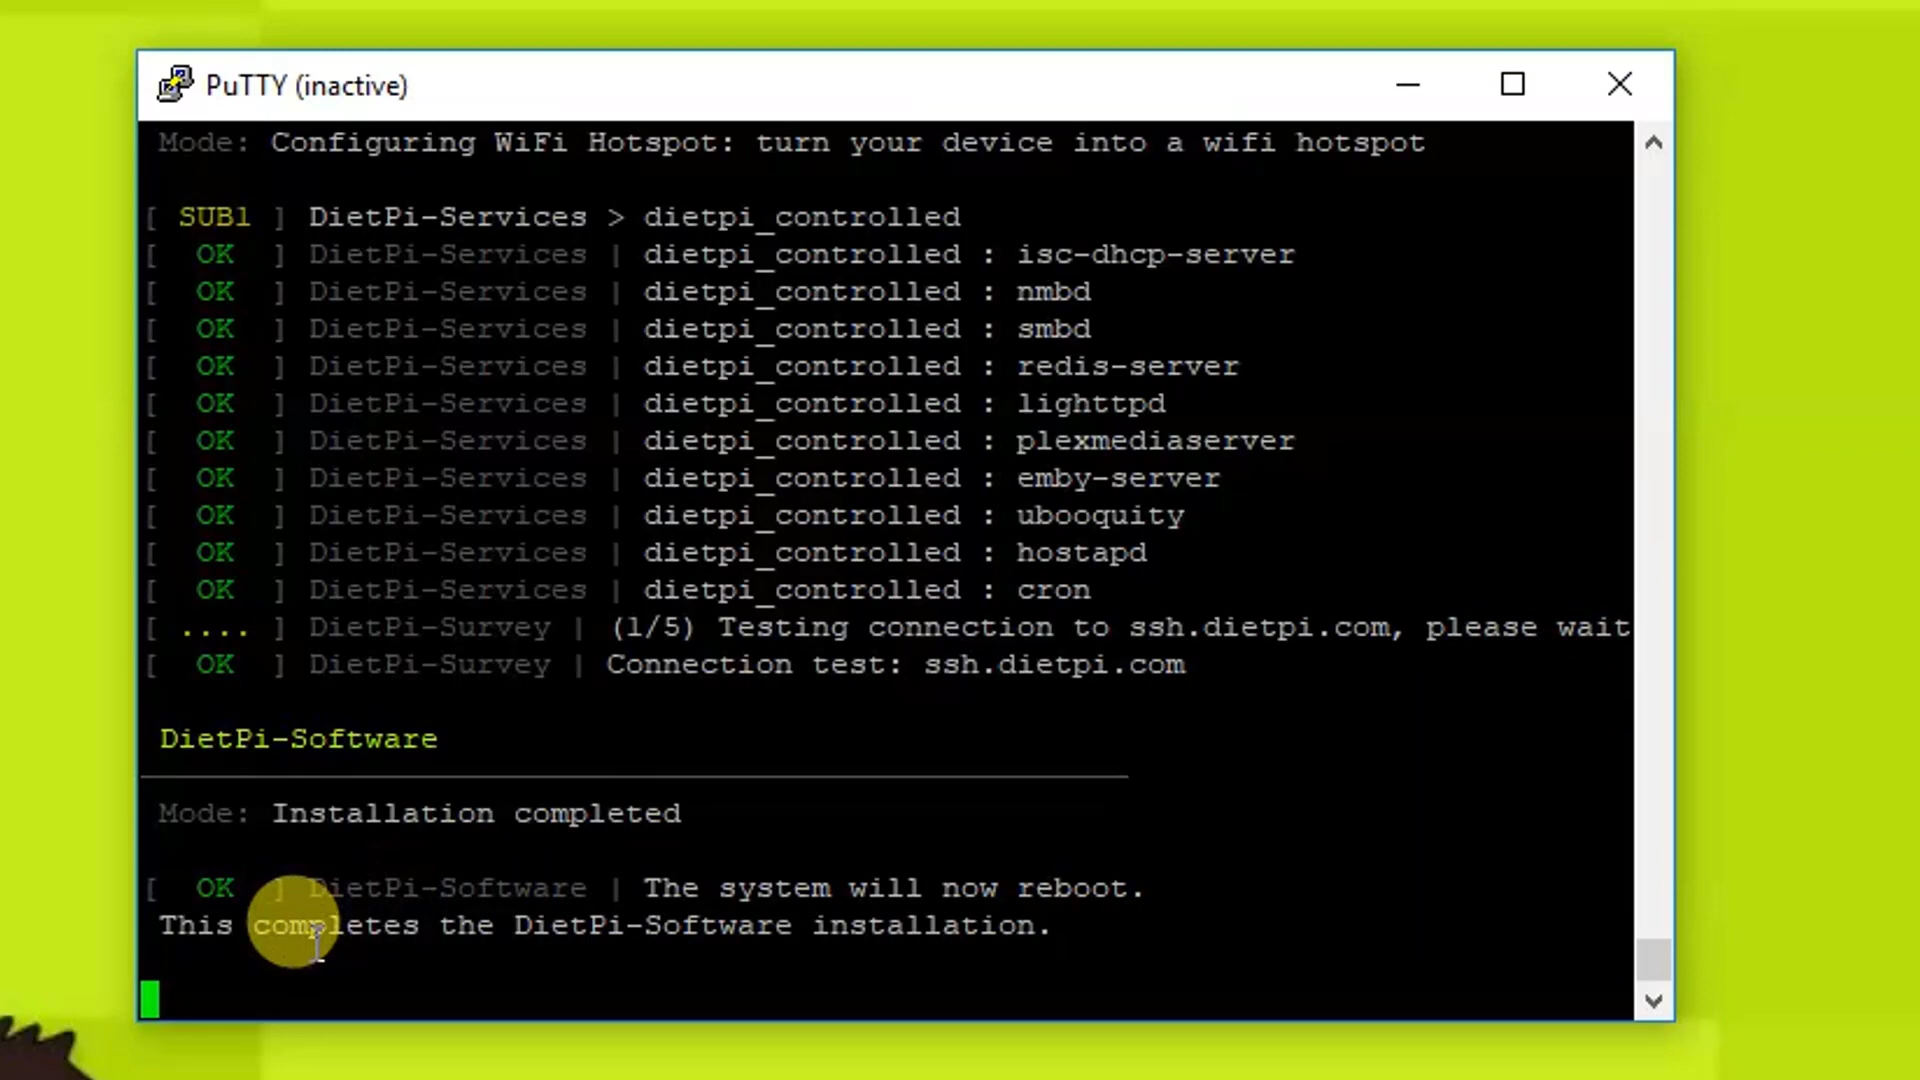 PuTTY (inactive)
Mode: Configuring WiFi Hotspot: turn your device into a wifi hotspot
[ SUB1 ] DietPi-Services > dietpi_controlled
[ OK ] DietPi-Services | dietpi_controlled : isc-dhcp-server
[ OK ] DietPi-Services | dietpi_controlled : nmbd
[ OK ] DietPi-Services | dietpi_controlled : smbd
[ OK ] DietPi-Services | dietpi_controlled : redis-server
[ OK ] DietPi-Services | dietpi_controlled : lighttpd
[ OK ] DietPi-Services | dietpi_controlled : plexmediaserver
[ OK ] DietPi-Services | dietpi_controlled : emby-server
[ OK ] DietPi-Services | dietpi_controlled : ubooquity
[ OK ] DietPi-Services | dietpi_controlled : hostapd
[ OK ] DietPi-Services | dietpi_controlled : cron
[ .... ] DietPi-Survey | (1/5) Testing connection to ssh.dietpi.com, please wait
[ OK ] DietPi-Survey | Connection test: ssh.dietpi.com
DietPi-Software
Mode: Installation completed
[ OK ] DietPi-Software | The system will now reboot.
This completes the DietPi-Software installation.